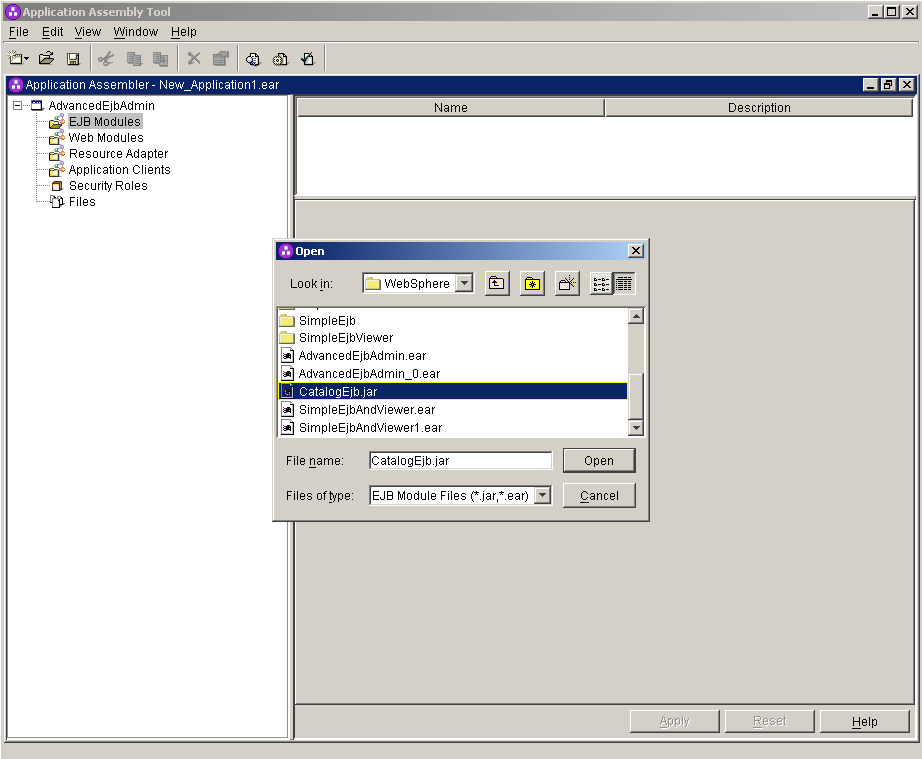 Application Assembly Tool
File Edit View Window Help
Application Assembler - New_Application1.ear
AdvancedEjbAdmin
EJB Modules
Web Modules
Resource Adapter
Application Clients
Security Roles
Files
Name Description
Open
Look in: WebSphere
SimpleEjb
SimpleEjbViewer
AdvancedEjbAdmin.ear
AdvancedEjbAdmin_0.ear
CatalogEjb.jar
SimpleEjbAndViewer.ear
SimpleEjbAndViewer1.ear
File name: CatalogEjb.jar Open
Files of type: EJB Module Files (*.jar,*.ear) Cancel
Apply Reset Help